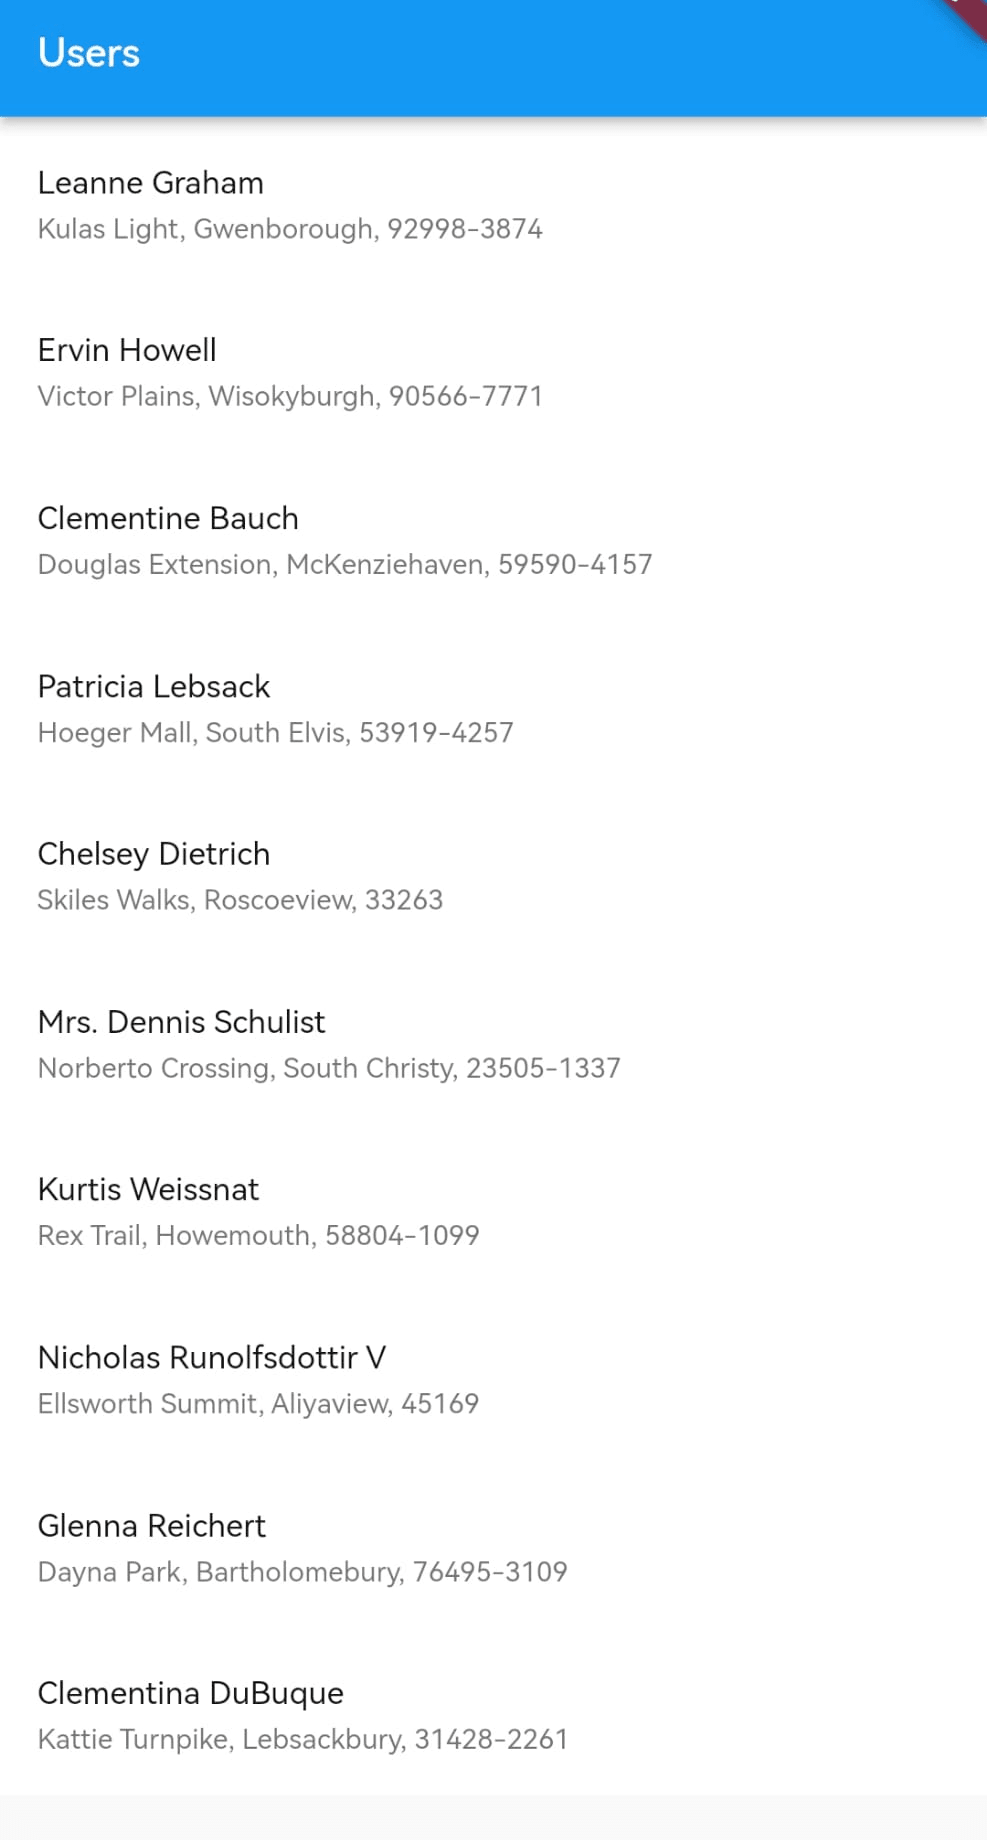 Users
Leanne Graham
Kulas Light, Gwenborough, 92998-3874
Ervin Howell
Victor Plains, Wisokyburgh, 90566-7771
Clementine Bauch
Douglas Extension, McKenziehaven, 59590-4157
Patricia Lebsack
Hoeger Mall, South Elvis, 53919-4257
Chelsey Dietrich
Skiles Walks, Roscoeview, 33263
Mrs. Dennis Schulist
Norberto Crossing, South Christy, 23505-1337
Kurtis Weissnat
Rex Trail, Howemouth, 58804-1099
Nicholas Runolfsdottir V
Ellsworth Summit, Aliyaview, 45169
Glenna Reichert
Dayna Park, Bartholomebury, 76495-3109
Clementina DuBuque
Kattie Turnpike, Lebsackbury, 31428-2261